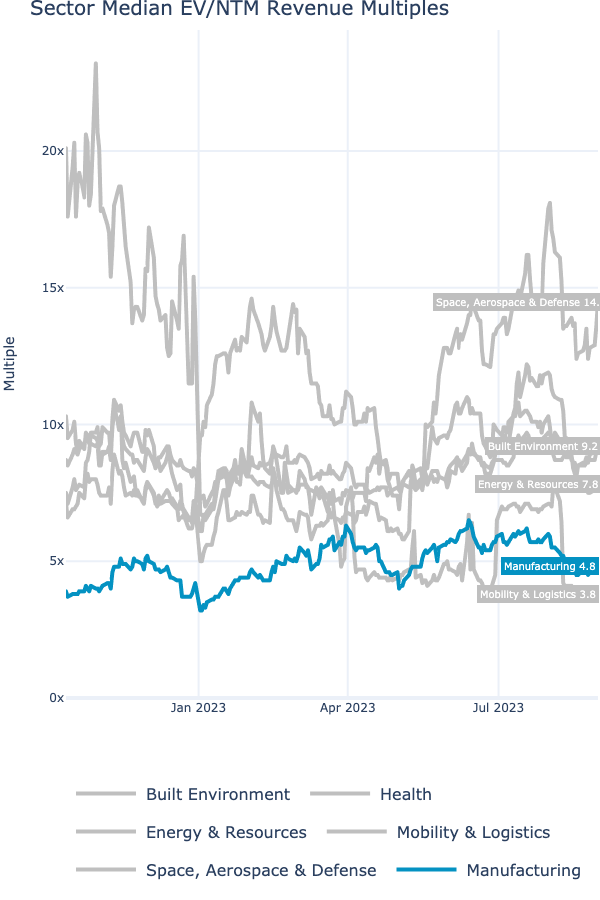 Sector Median EV/NTM Revenue Multiples
20x
15x
10x
5x
0x
Multiple
Space, Aerospace & Defense 14.
Built Environment 9.2
Energy & Resources 7.8
Manufacturing 4.8
Mobility & Logistics 3.8
Jan 2023 Apr 2023 Jul 2023
Built Environment Health
Energy & Resources Mobility & Logistics
Space, Aerospace & Defense Manufacturing